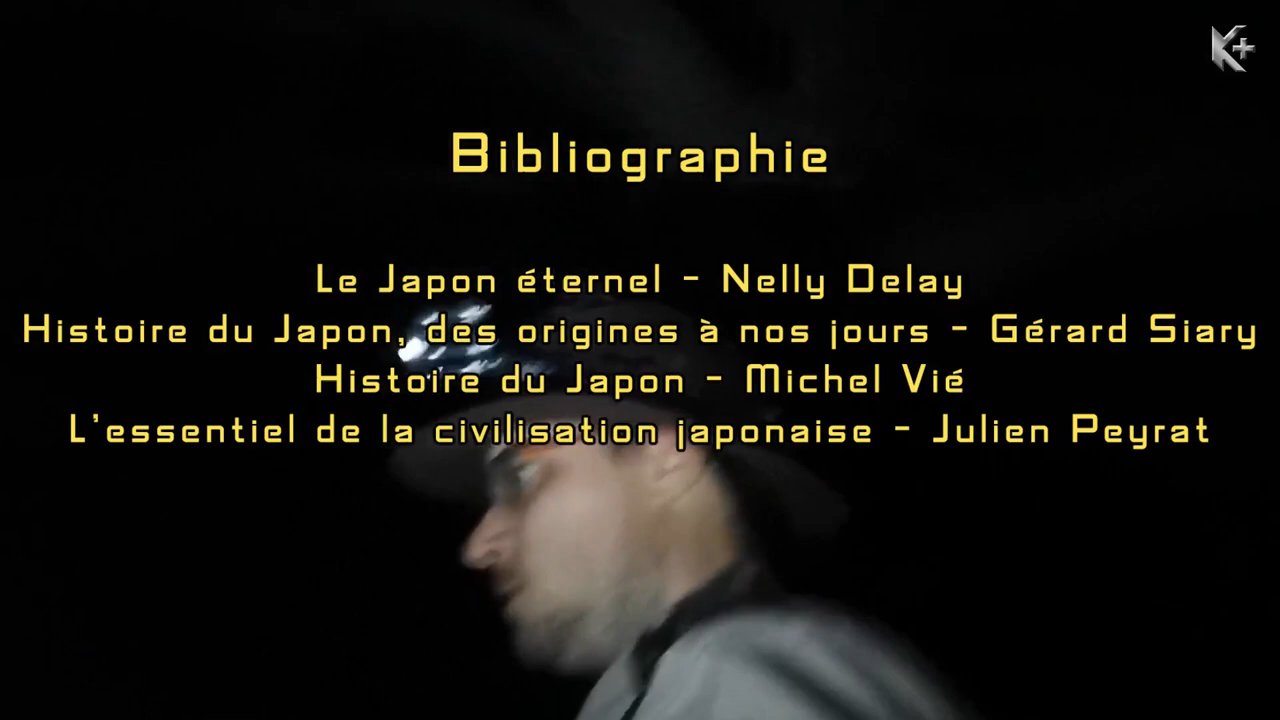 K+
Bibliographie
Le Japon éternel - Nelly Delay
Histoire du Japon, des origines à nos jours - Gérard Siary
Histoire du Japon - Michel Vié
L'essentiel de la civilisation japonaise - Julien Peyrat